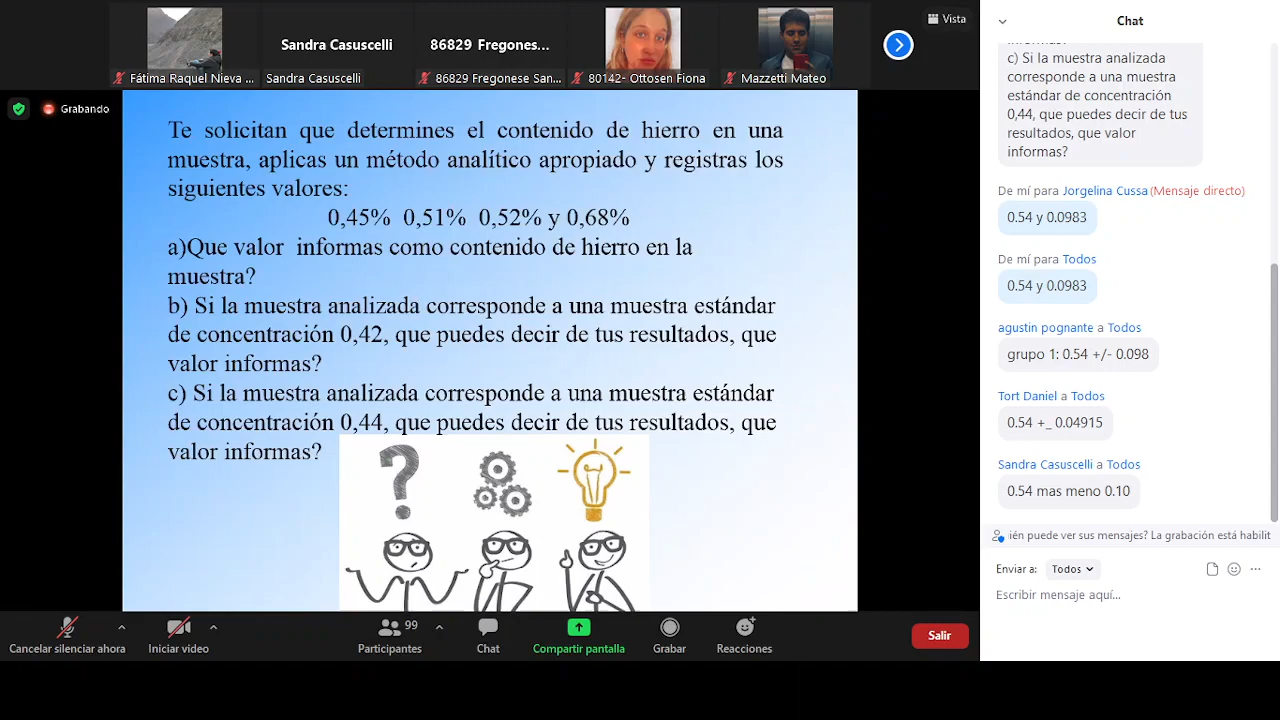 Sandra Casuscelli
86829 Fregones...
Vista
Fátima Raquel Nieva ...
Sandra Casuscelli
86829 Fregonese San...
80142- Ottosen Fiona
Mazzetti Mateo
Grabando
Te solicitan que determines el contenido de hierro en una
muestra, aplicas un método analítico apropiado y registras los
siguientes valores:
0,45% 0,51% 0,52% y 0,68%
a)Que valor informas como contenido de hierro en la
muestra?
b) Si la muestra analizada corresponde a una muestra estándar
de concentración 0,42, que puedes decir de tus resultados, que
valor informas?
c) Si la muestra analizada corresponde a una muestra estándar
de concentración 0,44, que puedes decir de tus resultados, que
valor informas?
Cancelar silenciar ahora
Iniciar video
99
Participantes
Chat
Compartir pantalla
Grabar
Reacciones
Salir
Chat
c) Si la muestra analizada
corresponde a una muestra
estándar de concentración
0,44, que puedes decir de tus
resultados, que valor
informas?
De mí para Jorgelina Cussa (Mensaje directo)
0.54 y 0.0983
De mí para Todos
0.54 y 0.0983
agustin pognante a Todos
grupo 1: 0.54 +/- 0.098
Tort Daniel a Todos
0.54 +_ 0.04915
Sandra Casuscelli a Todos
0.54 mas meno 0.10
ién puede ver sus mensajes? La grabación está habilit
Enviar a: Todos
Escribir mensaje aquí...